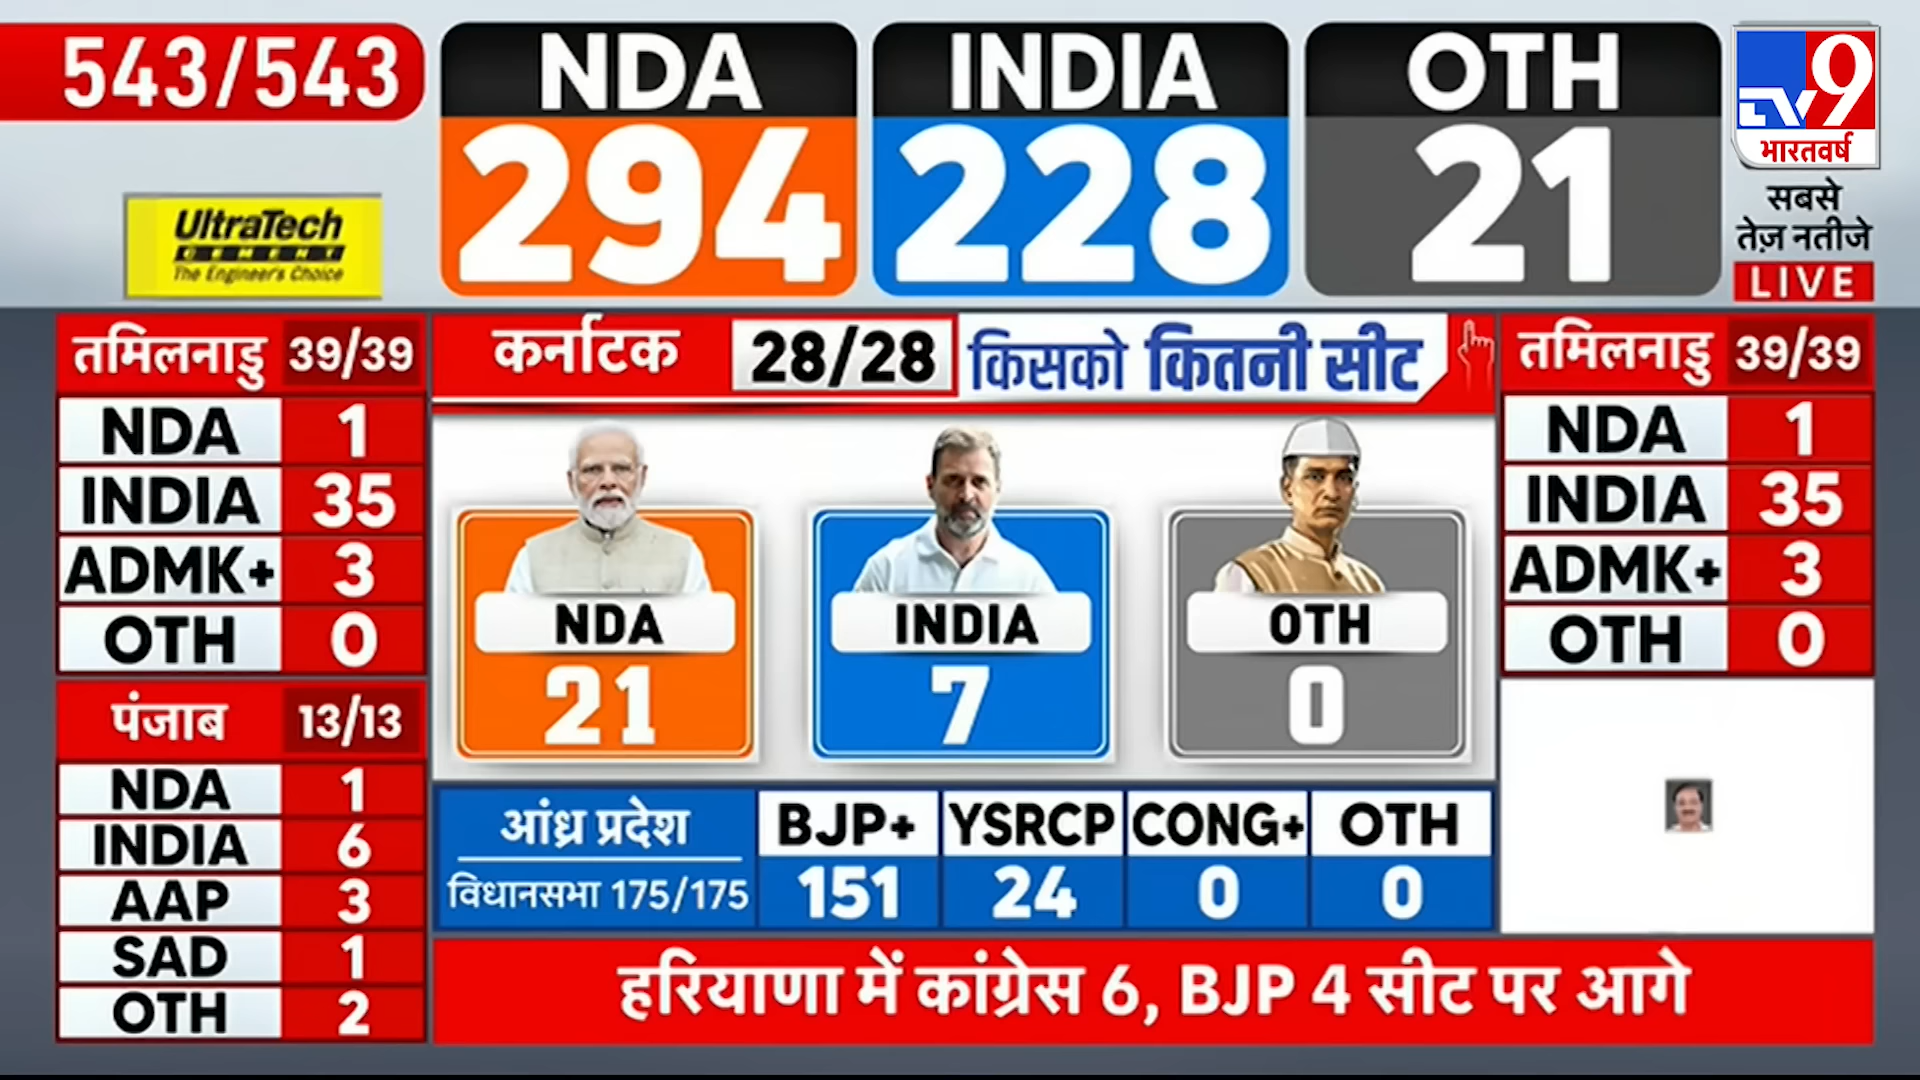 543/543
NDA
294
INDIA
228
OTH
21
TV9
भारतवर्ष
सबसे
तेज़ नतीजे
LIVE
UltraTech
CEMENT
The Engineer's Choice
तमिलनाडु 39/39
NDA 1
INDIA 35
ADMK+ 3
OTH 0
पंजाब 13/13
NDA 1
INDIA 6
AAP 3
SAD 1
OTH 2
कर्नाटक 28/28 किसको कितनी सीट
NDA
21
INDIA
7
OTH
0
आंध्र प्रदेश
विधानसभा 175/175
BJP+ YSRCP CONG+ OTH
151 24 0 0
तमिलनाडु 39/39
NDA 1
INDIA 35
ADMK+ 3
OTH 0
हरियाणा में कांग्रेस 6, BJP 4 सीट पर आगे